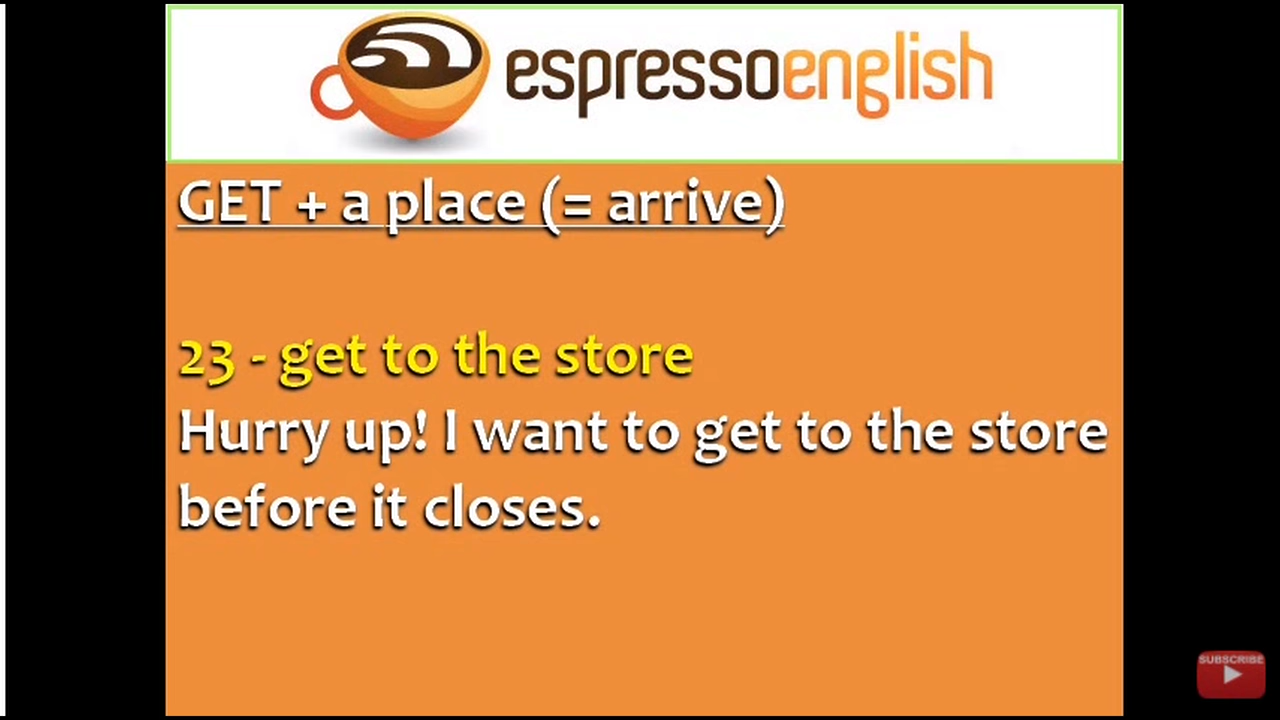 espressoenglish
GET + a place (= arrive)
23 - get to the store
Hurry up! I want to get to the store
before it closes.
SUBSCRIBE